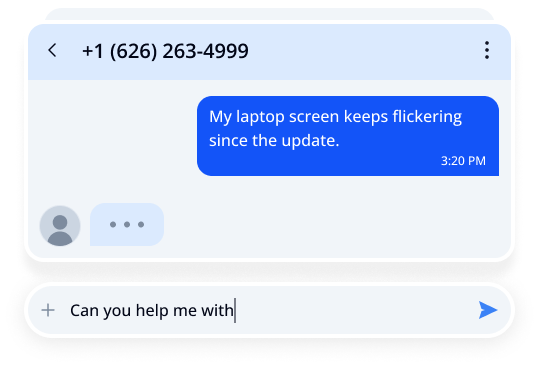 +1 (626) 263-4999
My laptop screen keeps flickering
since the update.
3:20 PM
Can you help me with